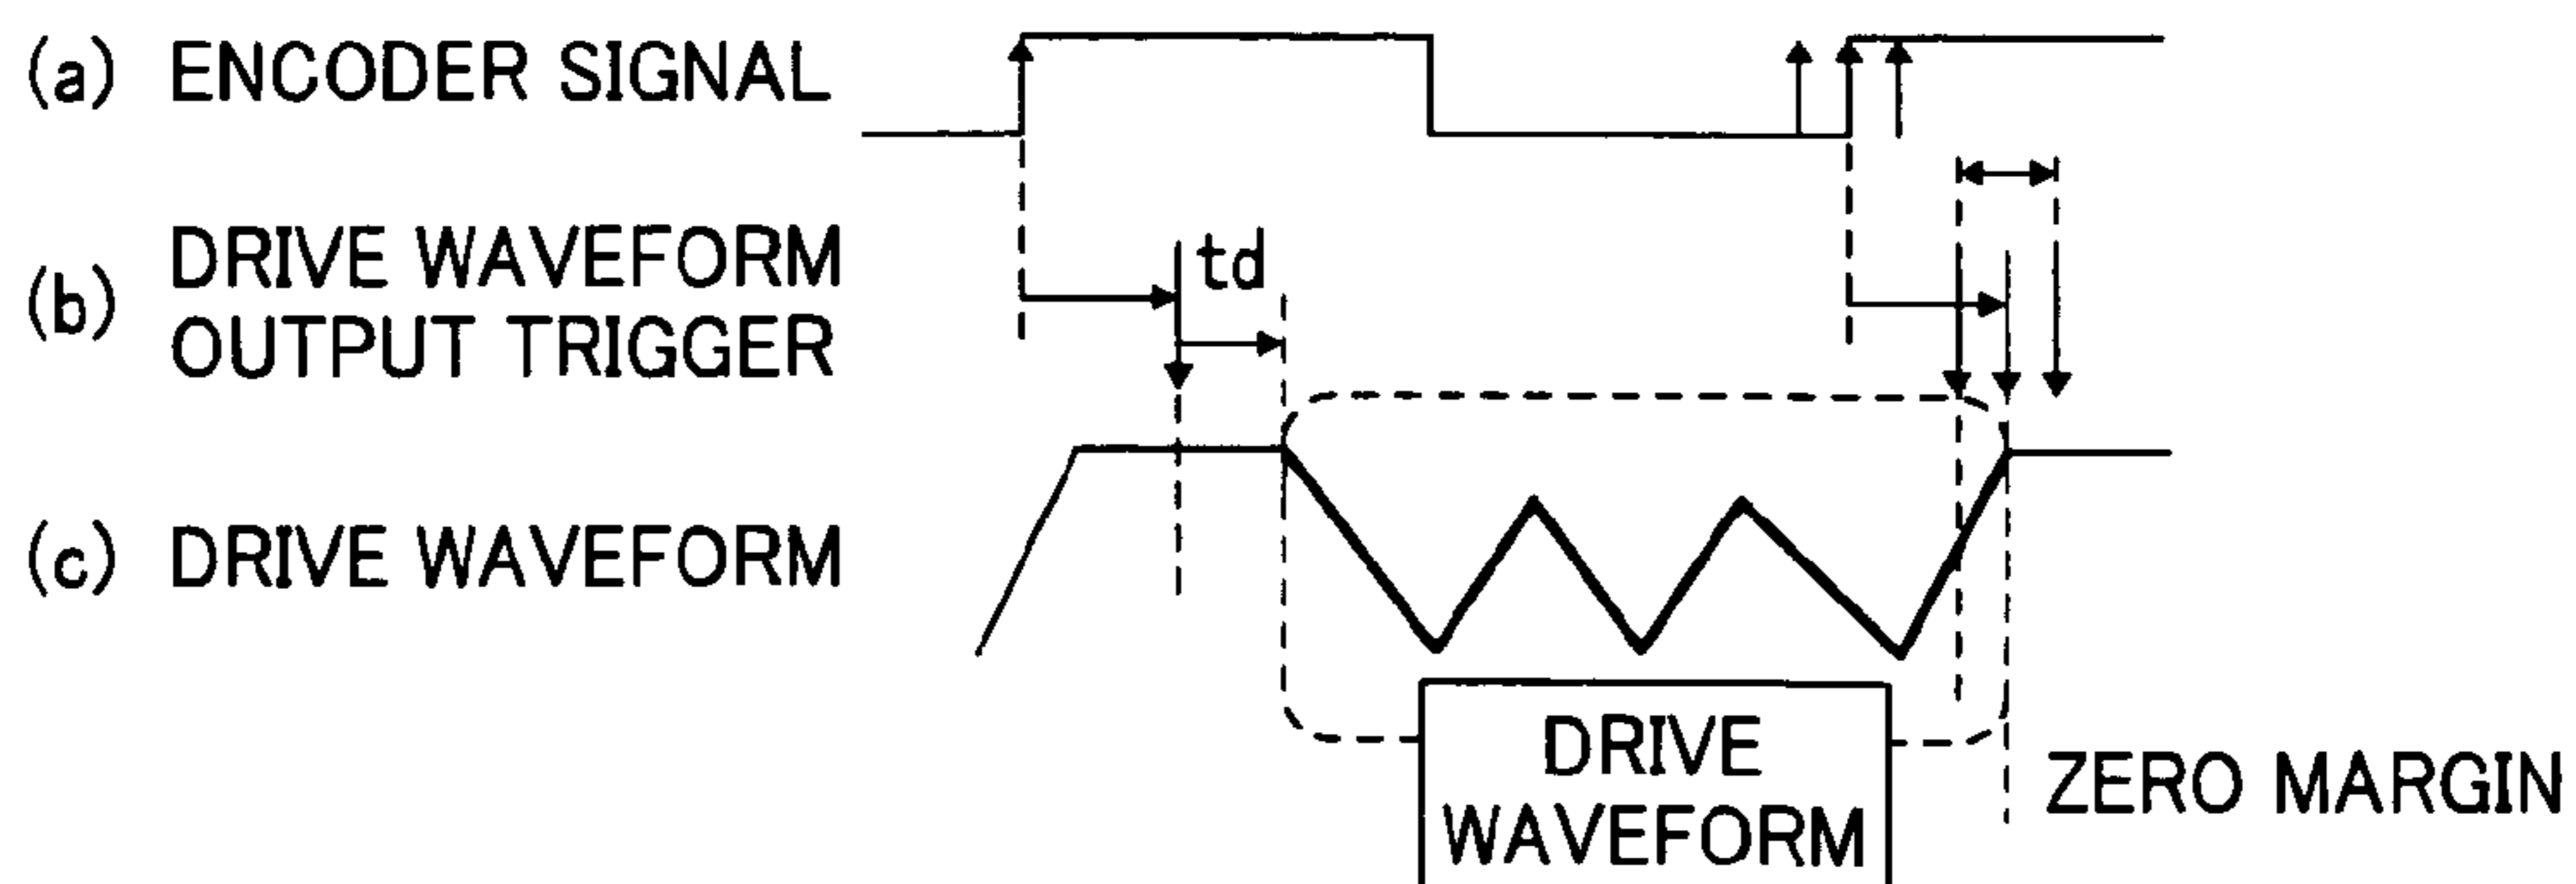 (a) ENCODER SIGNAL
(b) DRIVE WAVEFORM
OUTPUT TRIGGER
td
(c) DRIVE WAVEFORM
DRIVE
WAVEFORM
ZERO MARGIN